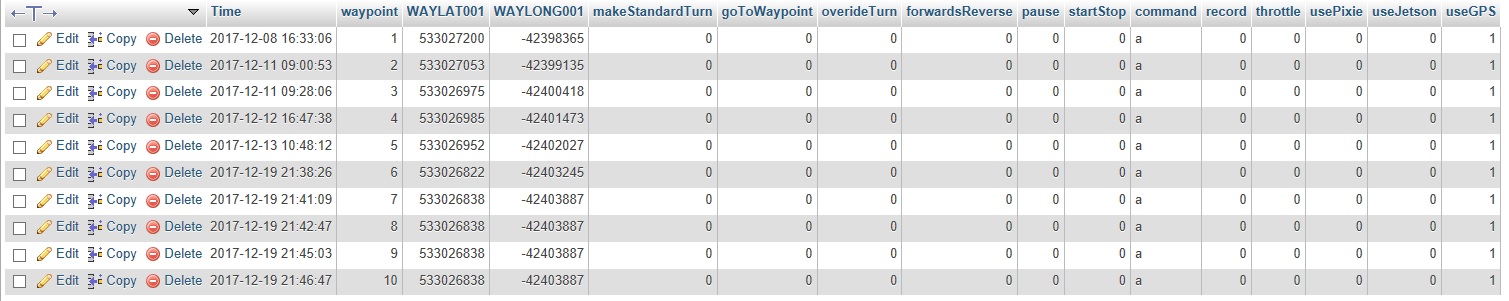 Time waypoint WAYLAT001 WAYLONG001 makeStandardTurn goToWaypoint overideTurn forwardsReverse pause startStop command record throttle usePixie useJetson useGPS
Edit Copy Delete 2017-12-08 16:33:06 1 533027200 -42398365 0 0 0 0 0 0 a 0 0 0 0 1
Edit Copy Delete 2017-12-11 09:00:53 2 533027053 -42399135 0 0 0 0 0 0 a 0 0 0 0 1
Edit Copy Delete 2017-12-11 09:28:06 3 533026975 -42400418 0 0 0 0 0 0 a 0 0 0 0 1
Edit Copy Delete 2017-12-12 16:47:38 4 533026985 -42401473 0 0 0 0 0 0 a 0 0 0 0 1
Edit Copy Delete 2017-12-13 10:48:12 5 533026952 -42402027 0 0 0 0 0 0 a 0 0 0 0 1
Edit Copy Delete 2017-12-19 21:38:26 6 533026822 -42403245 0 0 0 0 0 0 a 0 0 0 0 1
Edit Copy Delete 2017-12-19 21:41:09 7 533026838 -42403887 0 0 0 0 0 0 a 0 0 0 0 1
Edit Copy Delete 2017-12-19 21:42:47 8 533026838 -42403887 0 0 0 0 0 0 a 0 0 0 0 1
Edit Copy Delete 2017-12-19 21:45:03 9 533026838 -42403887 0 0 0 0 0 0 a 0 0 0 0 1
Edit Copy Delete 2017-12-19 21:46:47 10 533026838 -42403887 0 0 0 0 0 0 a 0 0 0 0 1